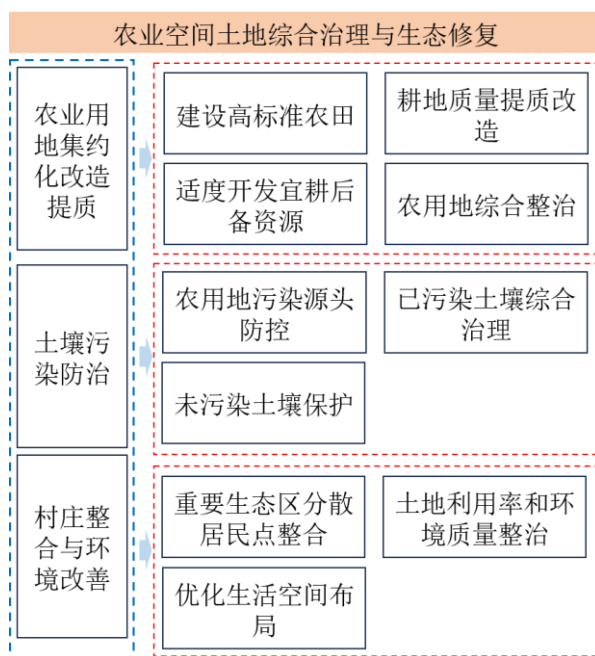 农业空间土地综合治理与生态修复
农业用
地集约
化改造
提质
建设高标准农田
耕地质量提质改
造
适度开发宜耕后
备资源
农用地综合整治
土壤污
染防治
农用地污染源头
防控
已污染土壤综合
治理
未污染土壤保护
村庄整
合与环
境改善
重要生态区分散
居民点整合
土地利用率和环
境质量整治
优化生活空间布
局